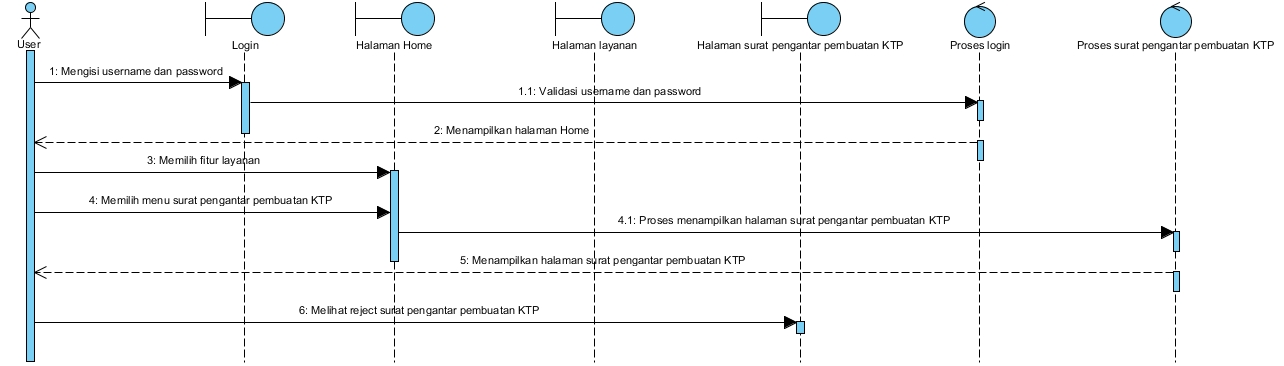 User
Login
Halaman Home
Halaman layanan
Halaman surat pengantar pembuatan KTP
Proses login
Proses surat pengantar pembuatan KTP
1: Mengisi username dan password
1.1: Validasi username dan password
2: Menampilkan halaman Home
3: Memilih fitur layanan
4: Memilih menu surat pengantar pembuatan KTP
4.1: Proses menampilkan halaman surat pengantar pembuatan KTP
5: Menampilkan halaman surat pengantar pembuatan KTP
6: Melihat reject surat pengantar pembuatan KTP